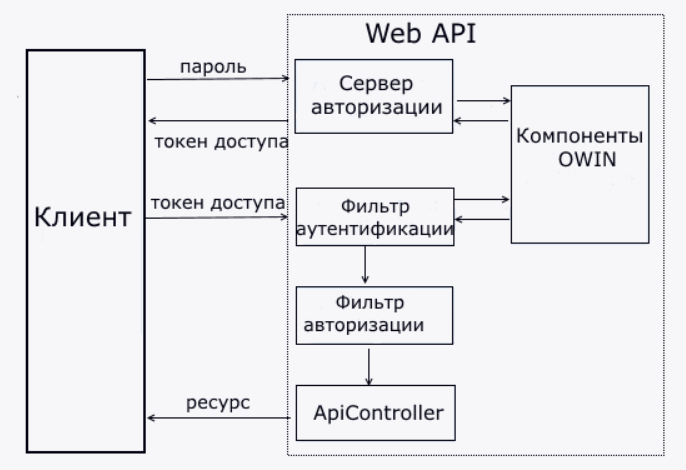 Web API
пароль
Сервер
авторизации
токен доступа
Компоненты
OWIN
Клиент
токен доступа
Фильтр
аутентификации
Фильтр
авторизации
ресурс
ApiController